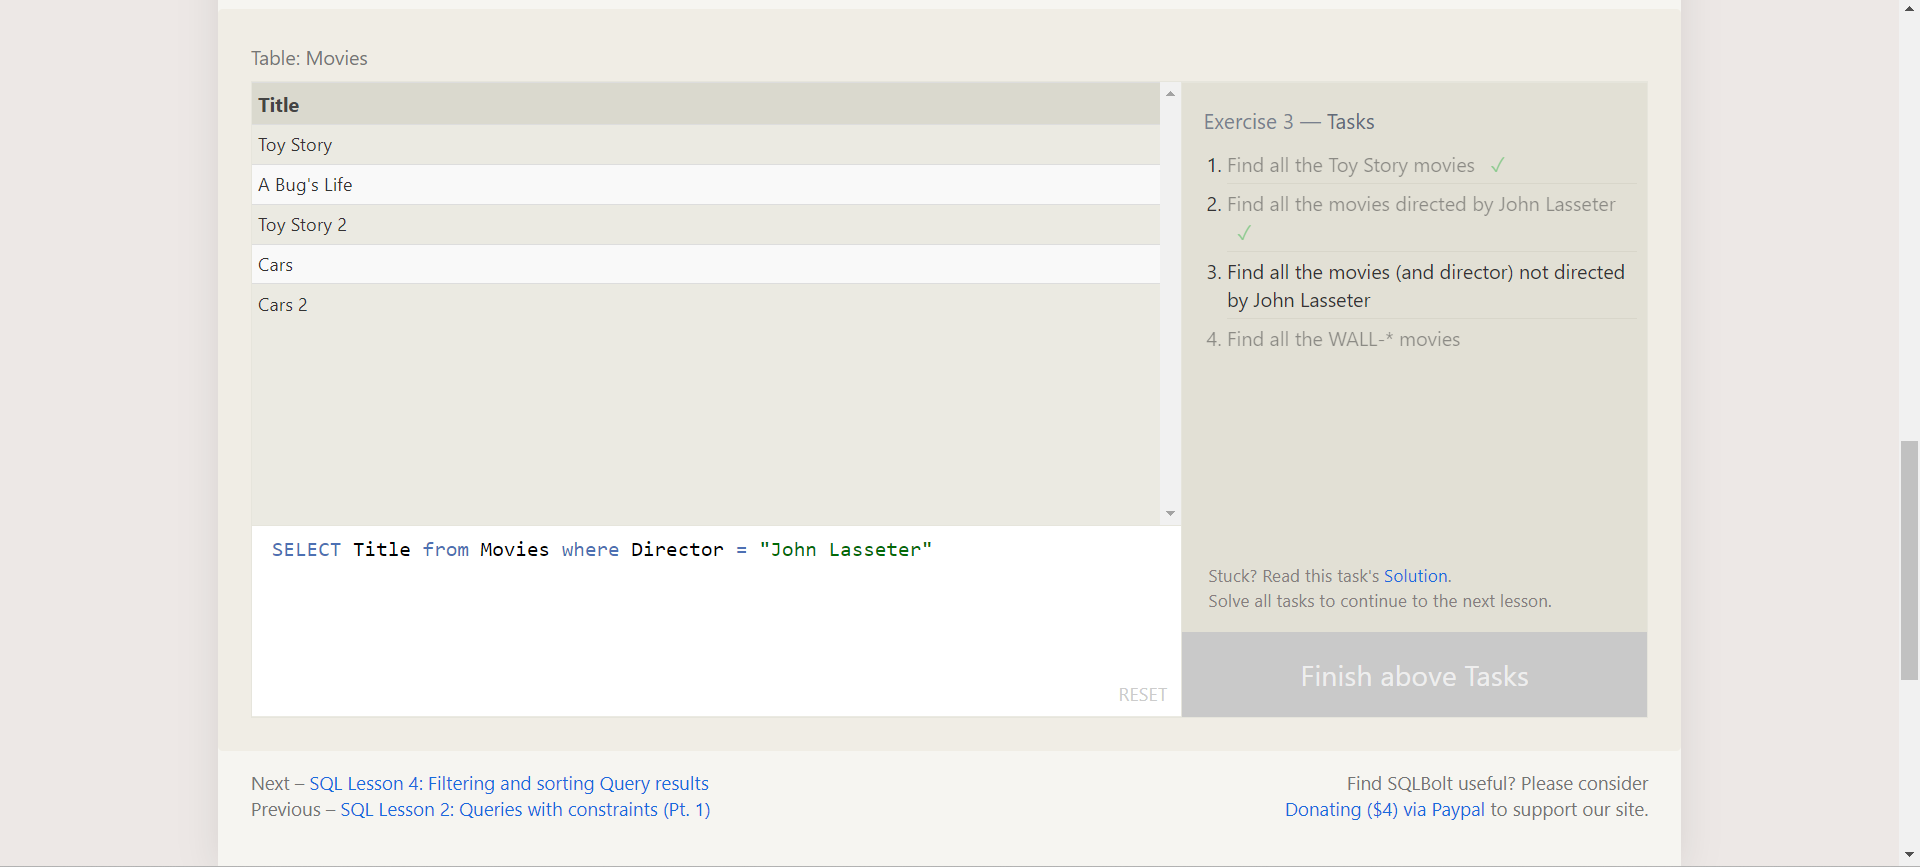 Table: Movies
Title
Toy Story
A Bug's Life
Toy Story 2
Cars
Cars 2
SELECT Title from Movies where Director = "John Lasseter"
RESET
Exercise 3 — Tasks
1. Find all the Toy Story movies ✓
2. Find all the movies directed by John Lasseter
✓
3. Find all the movies (and director) not directed
by John Lasseter
4. Find all the WALL-* movies
Stuck? Read this task's Solution.
Solve all tasks to continue to the next lesson.
Finish above Tasks
Next – SQL Lesson 4: Filtering and sorting Query results
Previous – SQL Lesson 2: Queries with constraints (Pt. 1)
Find SQLBolt useful? Please consider
Donating ($4) via Paypal to support our site.